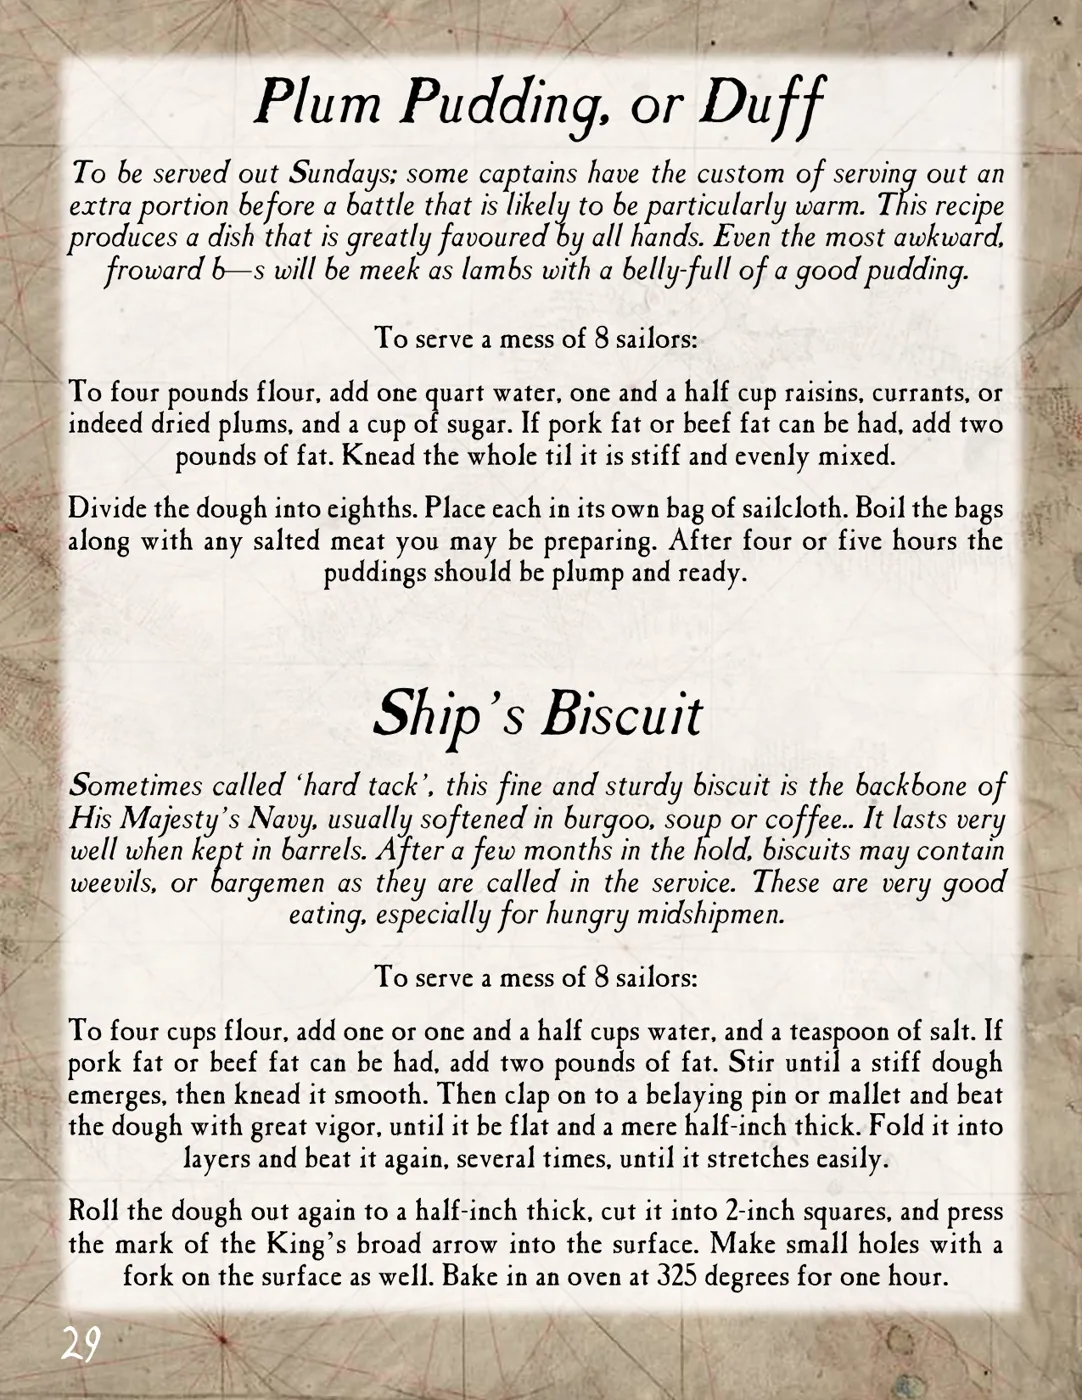 Plum Pudding, or Duff
To be served out Sundays; some captains have the custom of serving out an
extra portion before a battle that is likely to be particularly warm. This recipe
produces a dish that is greatly favoured by all hands. Even the most awkward,
froward b—s will be meek as lambs with a belly-full of a good pudding.
To serve a mess of 8 sailors:
To four pounds flour, add one quart water, one and a half cup raisins, currants, or
indeed dried plums, and a cup of sugar. If pork fat or beef fat can be had, add two
pounds of fat. Knead the whole til it is stiff and evenly mixed.
Divide the dough into eighths. Place each in its own bag of sailcloth. Boil the bags
along with any salted meat you may be preparing. After four or five hours the
puddings should be plump and ready.
Ship's Biscuit
Sometimes called 'hard tack', this fine and sturdy biscuit is the backbone of
His Majesty's Navy, usually softened in burgoo, soup or coffee.. It lasts very
well when kept in barrels. After a few months in the hold, biscuits may contain
weevils, or bargemen as they are called in the service. These are very good
eating, especially for hungry midshipmen.
To serve a mess of 8 sailors:
To four cups flour, add one or one and a half cups water, and a teaspoon of salt. If
pork fat or beef fat can be had, add two pounds of fat. Stir until a stiff dough
emerges, then knead it smooth. Then clap on to a belaying pin or mallet and beat
the dough with great vigor, until it be flat and a mere half-inch thick. Fold it into
layers and beat it again, several times, until it stretches easily.
Roll the dough out again to a half-inch thick, cut it into 2-inch squares, and press
the mark of the King's broad arrow into the surface. Make small holes with a
fork on the surface as well. Bake in an oven at 325 degrees for one hour.
29